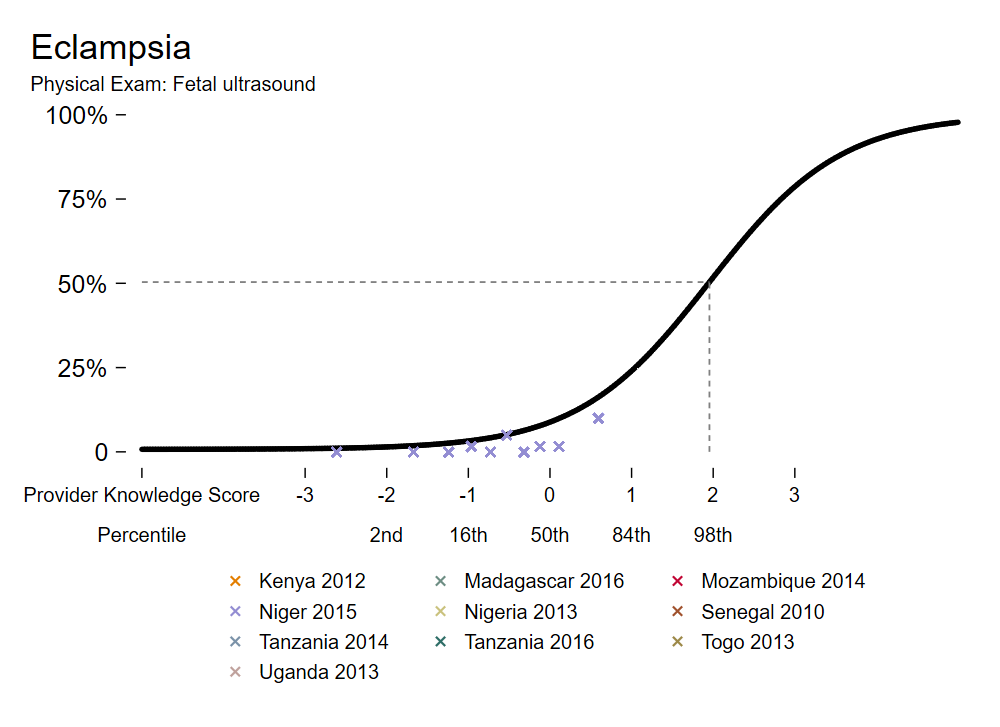 Eclampsia
Physical Exam: Fetal ultrasound
100%
75%
50%
25%
0
Provider Knowledge Score -3 -2 -1 0 1 2 3
Percentile 2nd 16th 50th 84th 98th
Kenya 2012 Madagascar 2016 Mozambique 2014
Niger 2015 Nigeria 2013 Senegal 2010
Tanzania 2014 Tanzania 2016 Togo 2013
Uganda 2013